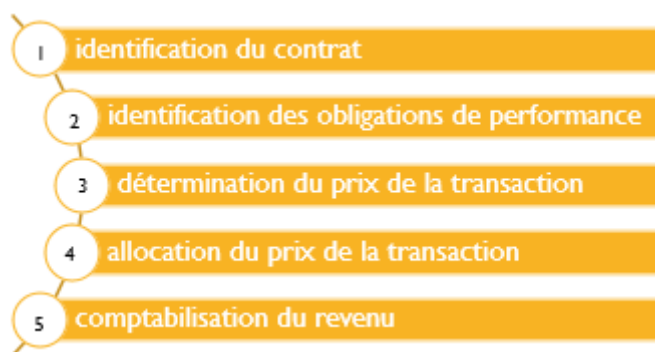 1 identification du contrat
2 identification des obligations de performance
3 détermination du prix de la transaction
4 allocation du prix de la transaction
5 comptabilisation du revenu